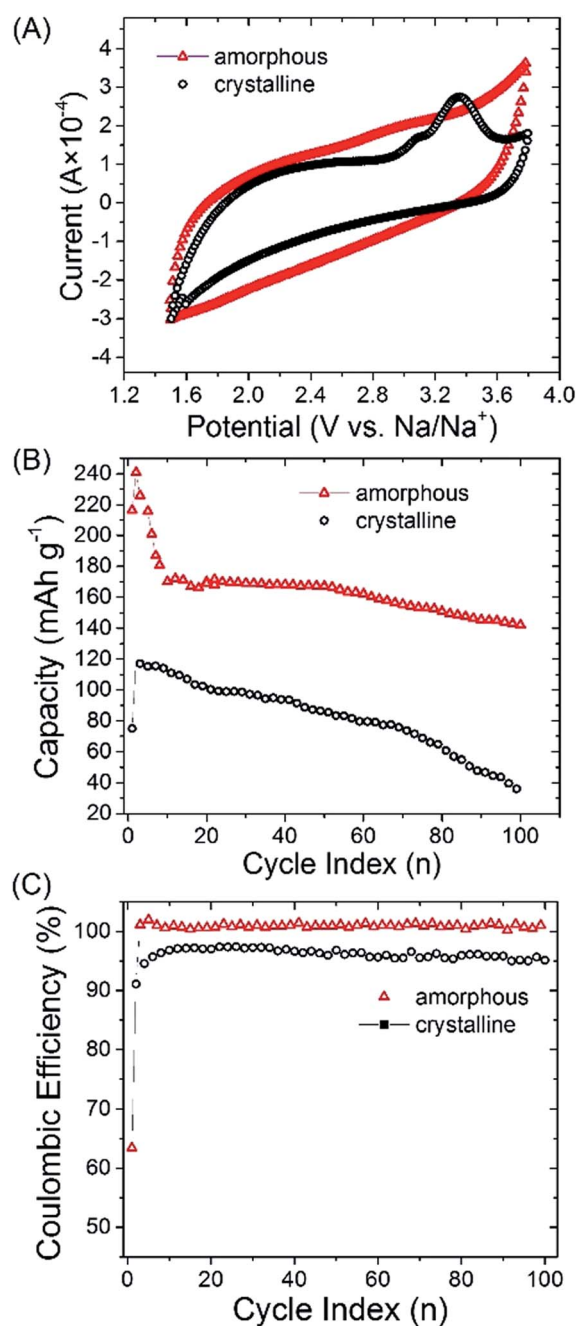 (A)
4
3
2
1
0
-1
-2
-3
-4
Current (A×10⁻⁴)
amorphous
crystalline
1.2 1.6 2.0 2.4 2.8 3.2 3.6 4.0
Potential (V vs. Na/Na⁺)
(B)
240
220
200
180
160
140
120
100
80
60
40
20
Capacity (mAh g⁻¹)
amorphous
crystalline
0 20 40 60 80 100
Cycle Index (n)
(C)
100
90
80
70
60
50
Coulombic Efficiency (%)
amorphous
crystalline
0 20 40 60 80 100
Cycle Index (n)